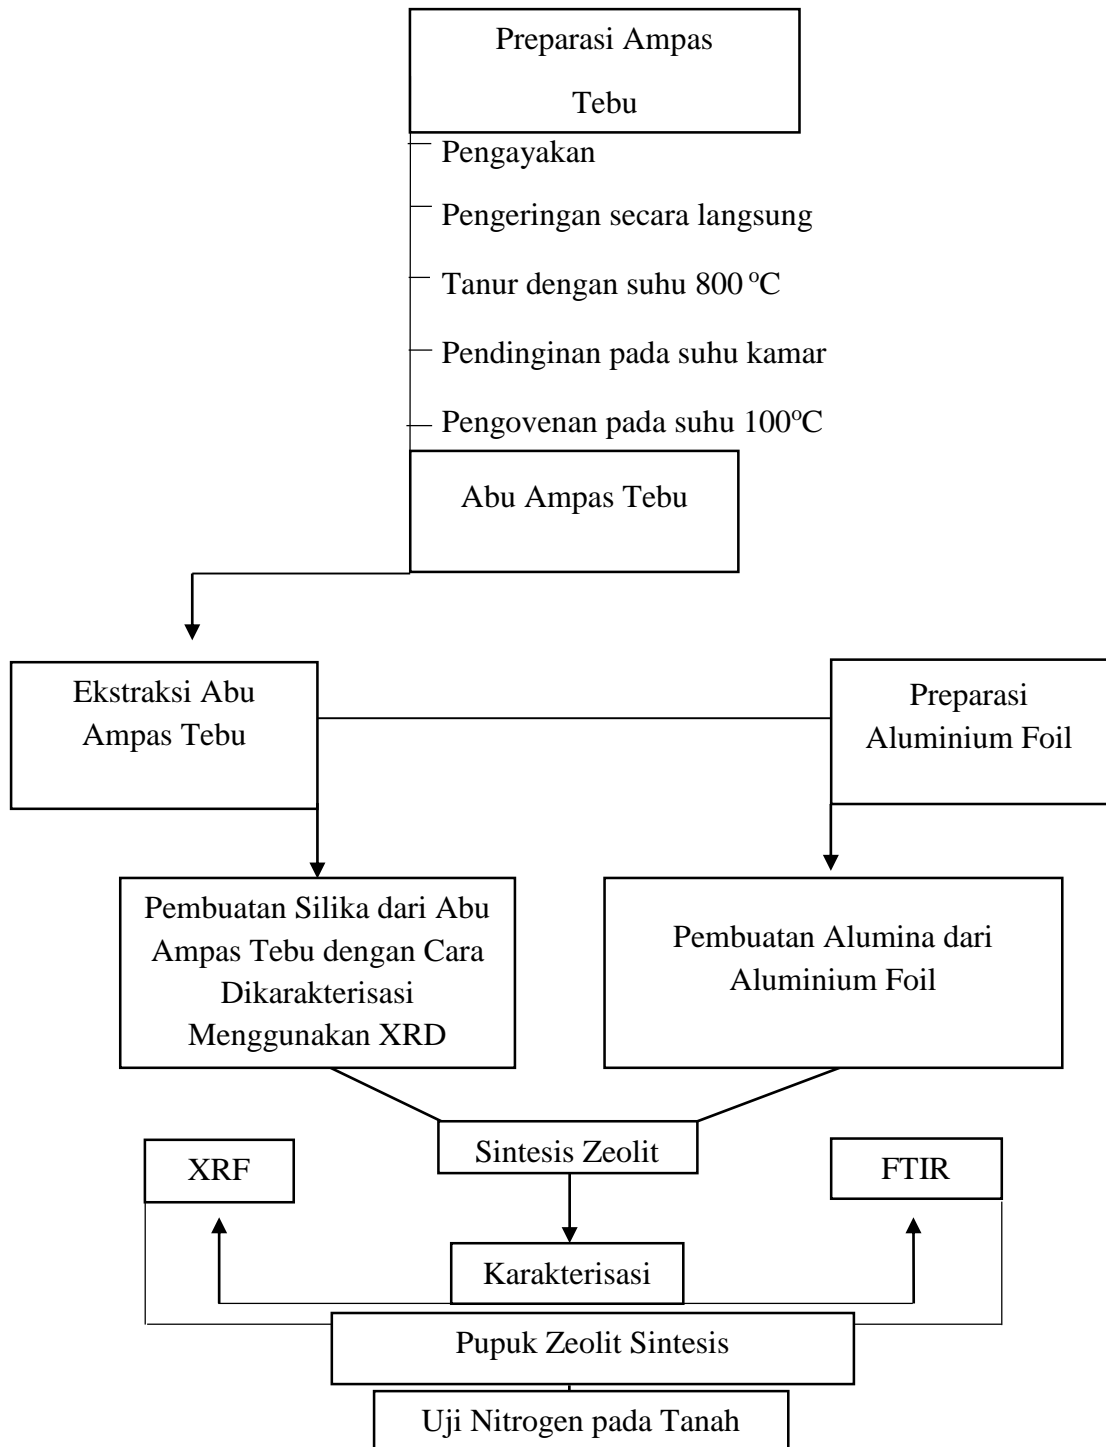 Preparasi Ampas
Tebu
Pengayakan
Pengeringan secara langsung
Tanur dengan suhu 800 ºC
Pendinginan pada suhu kamar
Pengovenan pada suhu 100ºC
Abu Ampas Tebu
Ekstraksi Abu
Ampas Tebu
Preparasi
Aluminium Foil
Pembuatan Silika dari Abu
Ampas Tebu dengan Cara
Dikarakterisasi
Menggunakan XRD
Pembuatan Alumina dari
Aluminium Foil
Sintesis Zeolit
XRF
FTIR
Karakterisasi
Pupuk Zeolit Sintesis
Uji Nitrogen pada Tanah